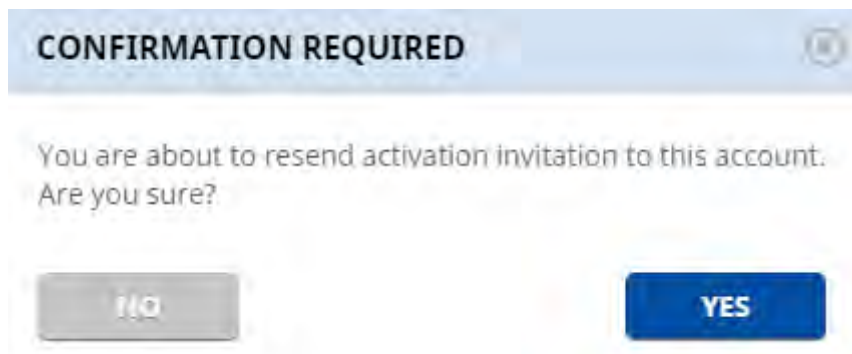 CONFIRMATION REQUIRED
You are about to resend activation invitation to this account.
Are you sure?
NO
YES